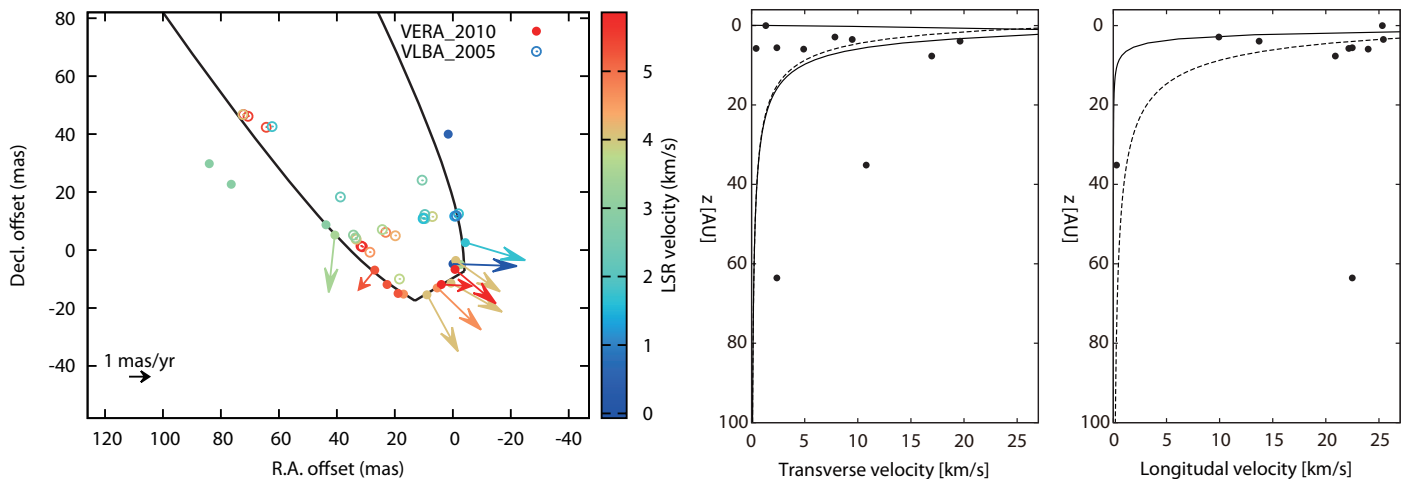 80
60
40
20
0
-20
-40
Decl. offset (mas)
120 100 80 60 40 20 0 -20 -40
R.A. offset (mas)
VERA_2010
VLBA_2005
1 mas/yr
5
4
3
2
1
0
LSR velocity (km/s)
0
20
40
60
80
100
z [AU]
0 5 10 15 20 25
Transverse velocity [km/s]
0
20
40
60
80
100
z [AU]
0 5 10 15 20 25
Longitudal velocity [km/s]